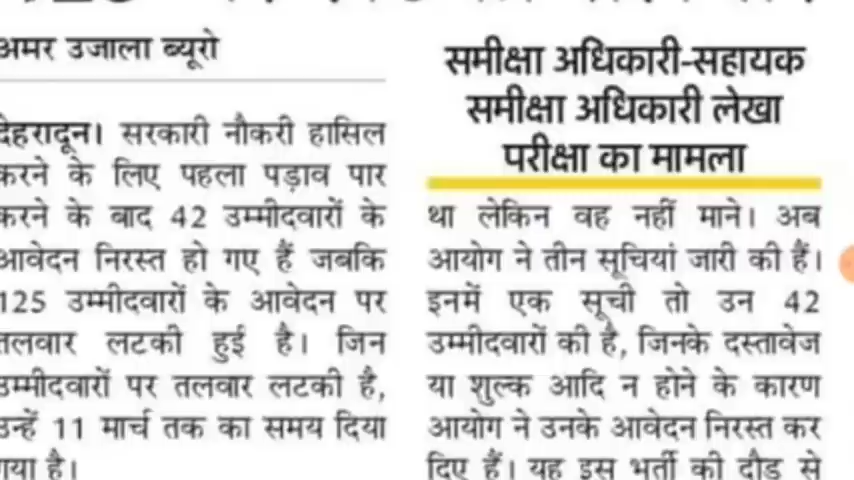 अमर उजाला ब्यूरो
देहरादून। सरकारी नौकरी हासिल
करने के लिए पहला पड़ाव पार
करने के बाद 42 उम्मीदवारों के
आवेदन निरस्त हो गए हैं जबकि
125 उम्मीदवारों के आवेदन पर
तलवार लटकी हुई है। जिन
उम्मीदवारों पर तलवार लटकी है,
उन्हें 11 मार्च तक का समय दिया
गया है।
समीक्षा अधिकारी-सहायक
समीक्षा अधिकारी लेखा
परीक्षा का मामला
था लेकिन वह नहीं माने। अब
आयोग ने तीन सूचियां जारी की हैं।
इनमें एक सूची तो उन 42
उम्मीदवारों की है, जिनके दस्तावेज
या शुल्क आदि न होने के कारण
आयोग ने उनके आवेदन निरस्त कर
दिए हैं। यह इस भर्ती की दौड़ से